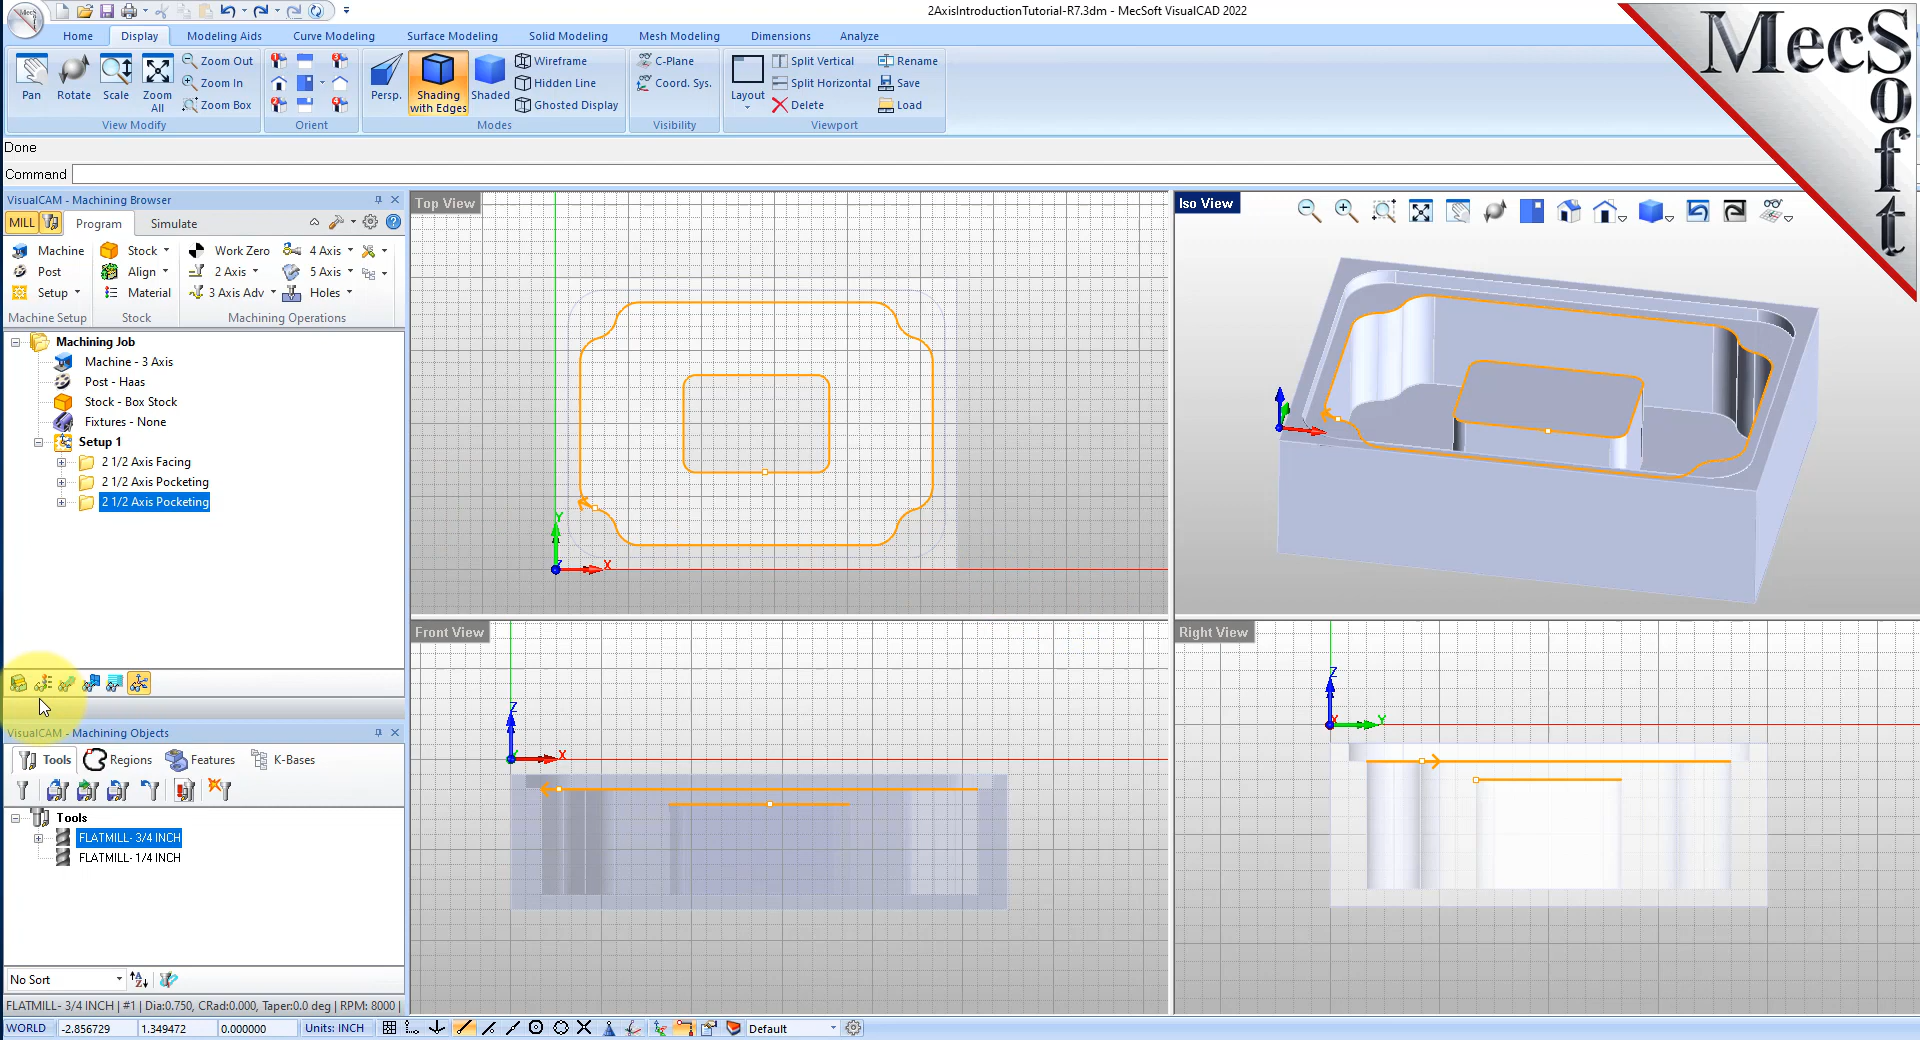 2AxisIntroductionTutorial-R7.3dm - MecSoft VisualCAD 2022
MecSoft
Home Display Modeling Aids Curve Modeling Surface Modeling Solid Modeling Mesh Modeling Dimensions Analyze
Pan Rotate Scale Zoom All Zoom Out Zoom In Zoom Box
Persp. Shading with Edges Shaded Wireframe Hidden Line Ghosted Display
C-Plane Coord. Sys.
Layout Split Vertical Split Horizontal Delete Rename Save Load
View Modify Orient Modes Visibility Viewport
Done
Command
VisualCAM - Machining Browser
MILL Program Simulate
Machine Stock Work Zero 4 Axis
Post Align 2 Axis 5 Axis
Setup Material 3 Axis Adv Holes
Machine Setup Stock Machining Operations
Machining Job
Machine - 3 Axis
Post - Haas
Stock - Box Stock
Fixtures - None
Setup 1
2 1/2 Axis Facing
2 1/2 Axis Pocketing
2 1/2 Axis Pocketing
VisualCAM - Machining Objects
Tools Regions Features K-Bases
Tools
FLATMILL- 3/4 INCH
FLATMILL- 1/4 INCH
No Sort
FLATMILL- 3/4 INCH | #1 | Dia:0.750, CRad:0.000, Taper:0.0 deg | RPM: 8000 |
Top View
Y
Z
X
Iso View
Front View
Z
Y
X
Right View
Z
X
Y
WORLD -2.856729 1.349472 0.000000 Units: INCH Default